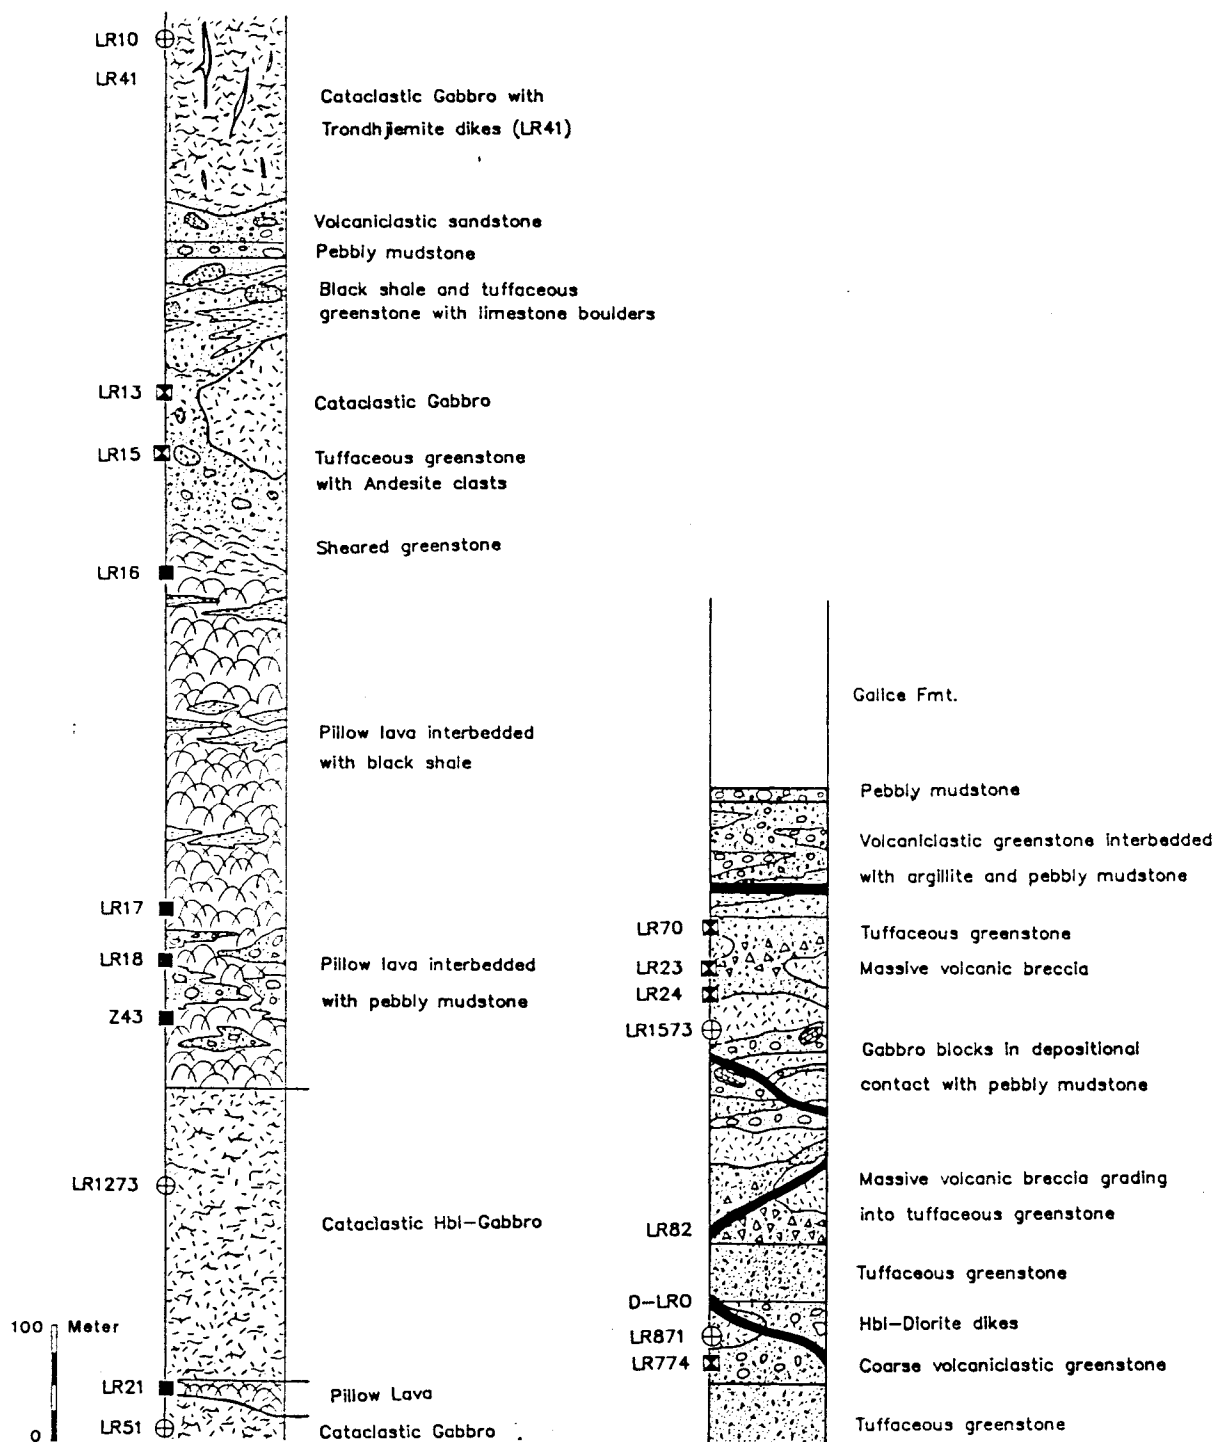 LR10
LR41
Cataclastic Gabbro with
Trondhjiemite dikes (LR41)
Volcaniclastic sandstone
Pebbly mudstone
Black shale and tuffaceous
greenstone with limestone boulders
LR13
Cataclastic Gabbro
LR15
Tuffaceous greenstone
with Andesite clasts
Sheared greenstone
LR16
Pillow lava interbedded
with black shale
LR17
LR18
Pillow lava interbedded
with pebbly mudstone
Z43
LR1273
Cataclastic Hbl-Gabbro
100 Meter
0
LR21
Pillow Lava
LR51
Cataclastic Gabbro
Galice Fmt.
Pebbly mudstone
Volcaniclastic greenstone interbedded
with argillite and pebbly mudstone
LR70
Tuffaceous greenstone
LR23
Massive volcanic breccia
LR24
LR1573
Gabbro blocks in depositional
contact with pebbly mudstone
Massive volcanic breccia grading
into tuffaceous greenstone
LR82
Tuffaceous greenstone
D-LRO
Hbl-Diorite dikes
LR871
LR774
Coarse volcaniclastic greenstone
Tuffaceous greenstone